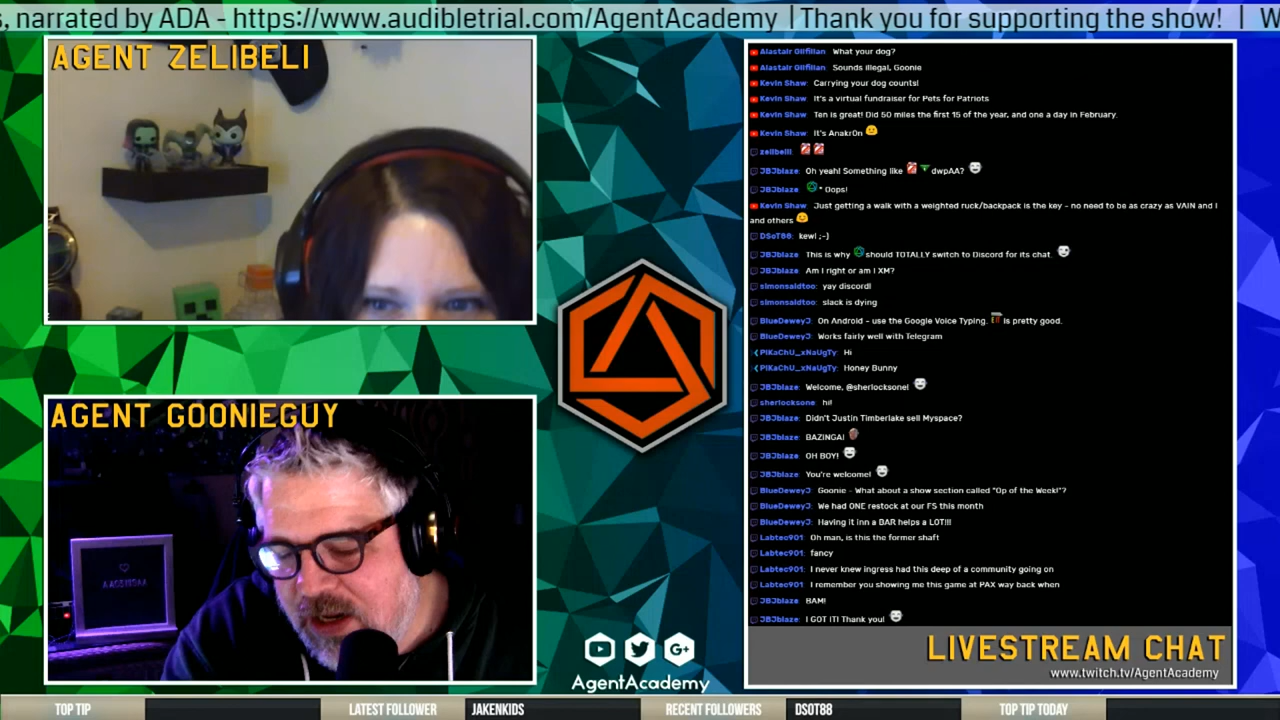 s, narrated by ADA - https://www.audibletrial.com/AgentAcademy | Thank you for supporting the show! | W
AGENT ZELIBELI
AGENT GOONIEGUY
Alastair Gilfillan What your dog?
Alastair Gilfillan Sounds illegal, Goonie
Kevin Shaw: Carrying your dog counts!
Kevin Shaw: It's a virtual fundraiser for Pets for Patriots
Kevin Shaw: Ten is great! Did 50 miles the first 15 of the year, and one a day in February.
Kevin Shaw: It's Anakr0n
zelibeli:
JBJblaze: Oh yeah! Something like dwpAA?
JBJblaze: * Oops!
Kevin Shaw: Just getting a walk with a weighted ruck/backpack is the key - no need to be as crazy as VAIN and I
and others
DSoT88: kewl ;-)
JBJblaze: This is why should TOTALLY switch to Discord for its chat.
JBJblaze: Am I right or am I XM?
simonsaidtoo: yay discord!
simonsaidtoo: slack is dying
BlueDeweyJ: On Android - use the Google Voice Typing. is pretty good.
BlueDeweyJ: Works fairly well with Telegram
PiKaChU_xNaUgTy: Hi
PiKaChU_xNaUgTy: Honey Bunny
JBJblaze: Welcome, @sherlocksone!
sherlocksone: hi!
JBJblaze: Didn't Justin Timberlake sell Myspace?
JBJblaze: BAZINGA!
JBJblaze: OH BOY!
JBJblaze: You're welcome!
BlueDeweyJ: Goonie - What about a show section called "Op of the Week!"?
BlueDeweyJ: We had ONE restock at our FS this month
BlueDeweyJ: Having it inn a BAR helps a LOT!!!
Labtec901: Oh man, is this the former shaft
Labtec901: fancy
Labtec901: I never knew ingress had this deep of a community going on
Labtec901: I remember you showing me this game at PAX way back when
JBJblaze: BAM!
JBJblaze: I GOT IT! Thank you!
LIVESTREAM CHAT
www.twitch.tv/AgentAcademy
G+
AgentAcademy
TOP TIP
LATEST FOLLOWER
JAKENKIDS
RECENT FOLLOWERS
DSOT88
TOP TIP TODAY